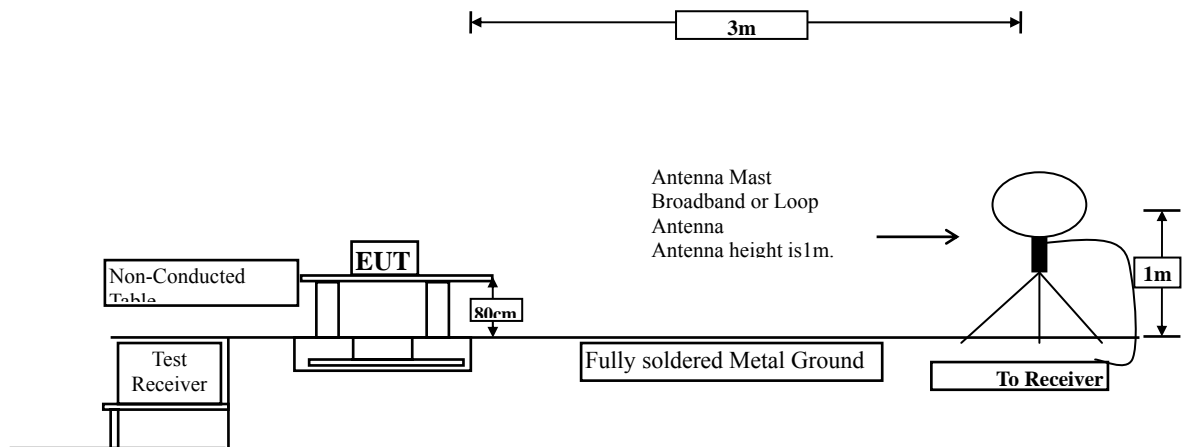 3m
Antenna Mast
Broadband or Loop
Antenna
Antenna height is1m.
EUT
Non-Conducted
Table
80cm
1m
Test
Receiver
Fully soldered Metal Ground
To Receiver